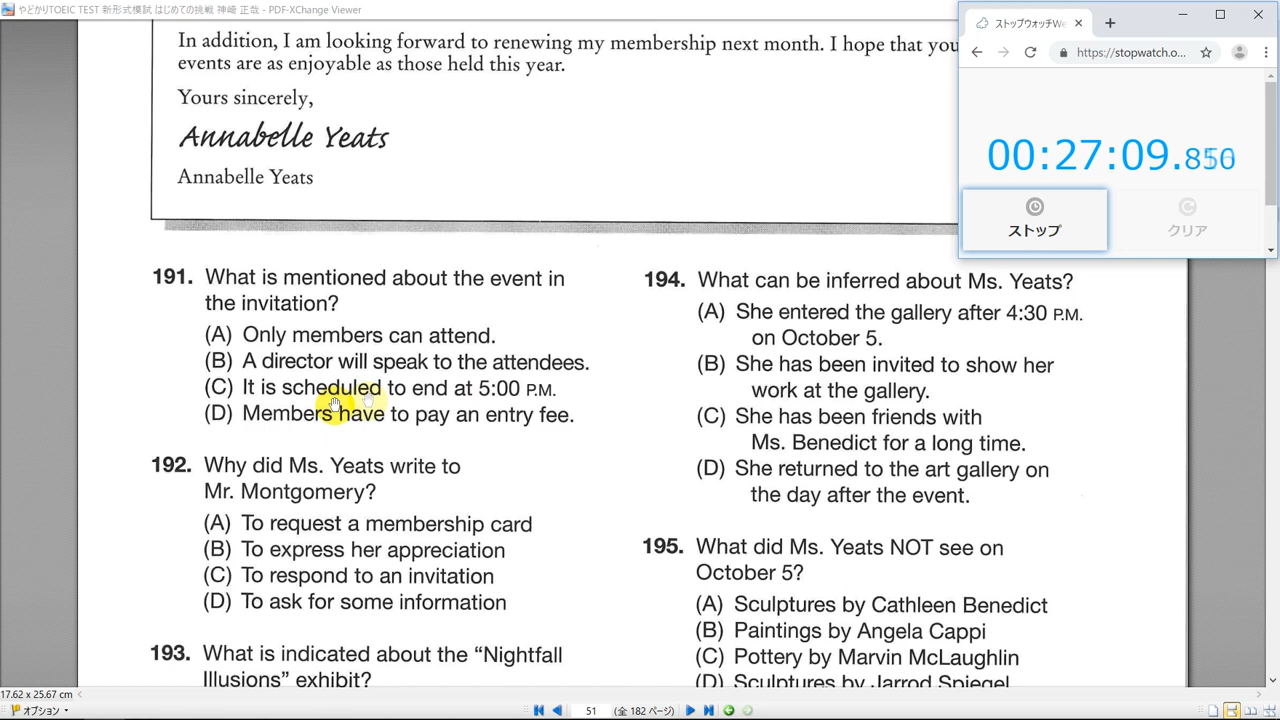 やどかりTOEIC TEST 新形式模試 はじめての挑戦 神崎 正哉 - PDF-XChange Viewer
In addition, I am looking forward to renewing my membership next month. I hope that you
events are as enjoyable as those held this year.
Yours sincerely,
Annabelle Yeats
Annabelle Yeats
191. What is mentioned about the event in
the invitation?
(A) Only members can attend.
(B) A director will speak to the attendees.
(C) It is scheduled to end at 5:00 P.M.
(D) Members have to pay an entry fee.
192. Why did Ms. Yeats write to
Mr. Montgomery?
(A) To request a membership card
(B) To express her appreciation
(C) To respond to an invitation
(D) To ask for some information
193. What is indicated about the “Nightfall
Illusions” exhibit?
194. What can be inferred about Ms. Yeats?
(A) She entered the gallery after 4:30 P.M.
on October 5.
(B) She has been invited to show her
work at the gallery.
(C) She has been friends with
Ms. Benedict for a long time.
(D) She returned to the art gallery on
the day after the event.
195. What did Ms. Yeats NOT see on
October 5?
(A) Sculptures by Cathleen Benedict
(B) Paintings by Angela Cappi
(C) Pottery by Marvin McLaughlin
(D) Sculptures by Jarrod Spiegel
ストップウォッチWe
https://stopwatch.o...
00:27:09.
ストップ
クリア
17.62 x 25.67 cm
オプション
51
(全 182 ページ)